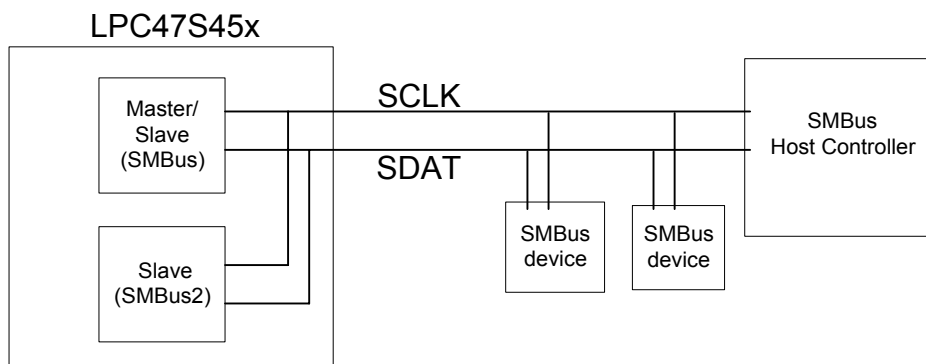 LPC47S45x
Master/
Slave
(SMBus)
SCLK
SDAT
SMBus
Host Controller
Slave
(SMBus2)
SMBus
device
SMBus
device